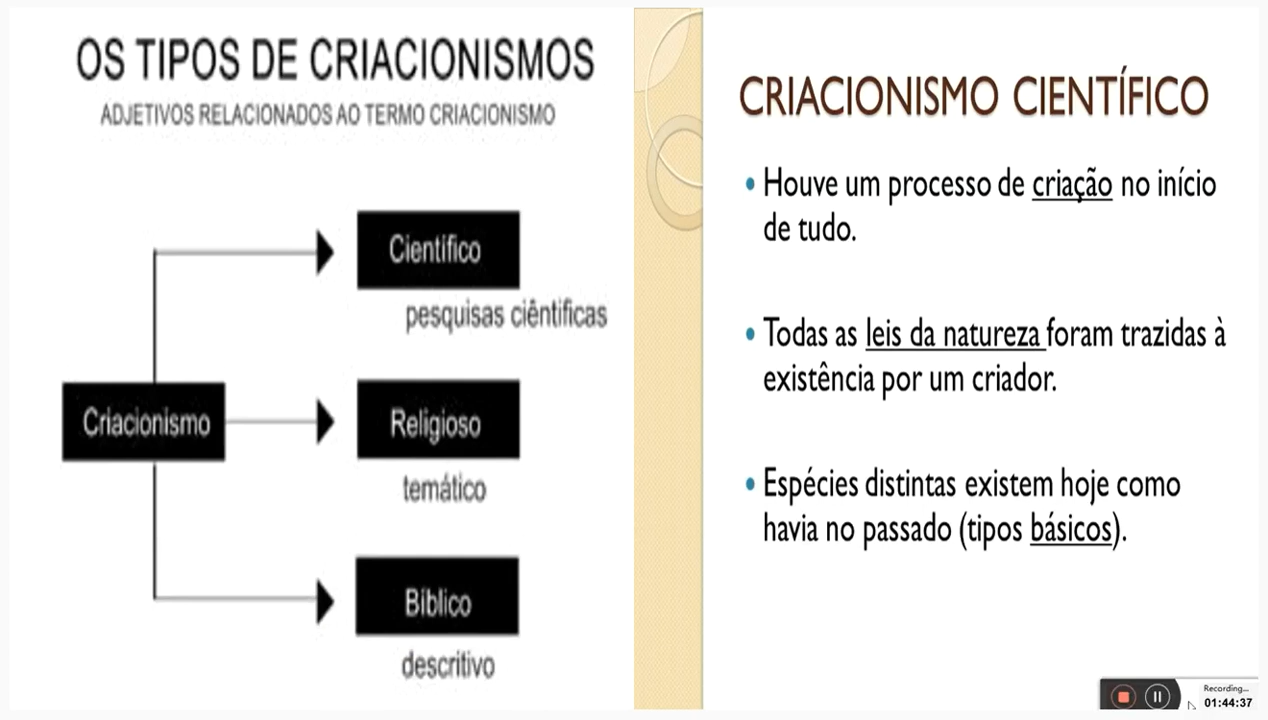 OS TIPOS DE CRIACIONISMOS
ADJETIVOS RELACIONADOS AO TERMO CRIACIONISMO
Científico
pesquisas ciêntificas
Criacionismo
Religioso
temático
Bíblico
descritivo
CRIACIONISMO CIENTÍFICO
• Houve um processo de criação no início
de tudo.
• Todas as leis da natureza foram trazidas à
existência por um criador.
• Espécies distintas existem hoje como
havia no passado (tipos básicos).
Recording...
01:44:37